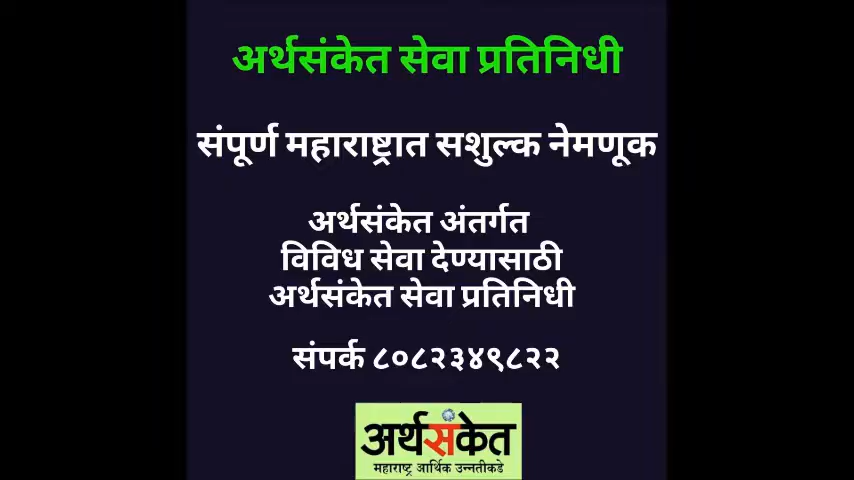 अर्थसंकेत सेवा प्रतिनिधी
संपूर्ण महाराष्ट्रात सशुल्क नेमणूक
अर्थसंकेत अंतर्गत
विविध सेवा देण्यासाठी
अर्थसंकेत सेवा प्रतिनिधी
संपर्क ८०८२३४९८२२
अर्थसंकेत
महाराष्ट्र आर्थिक उन्नतीकडे